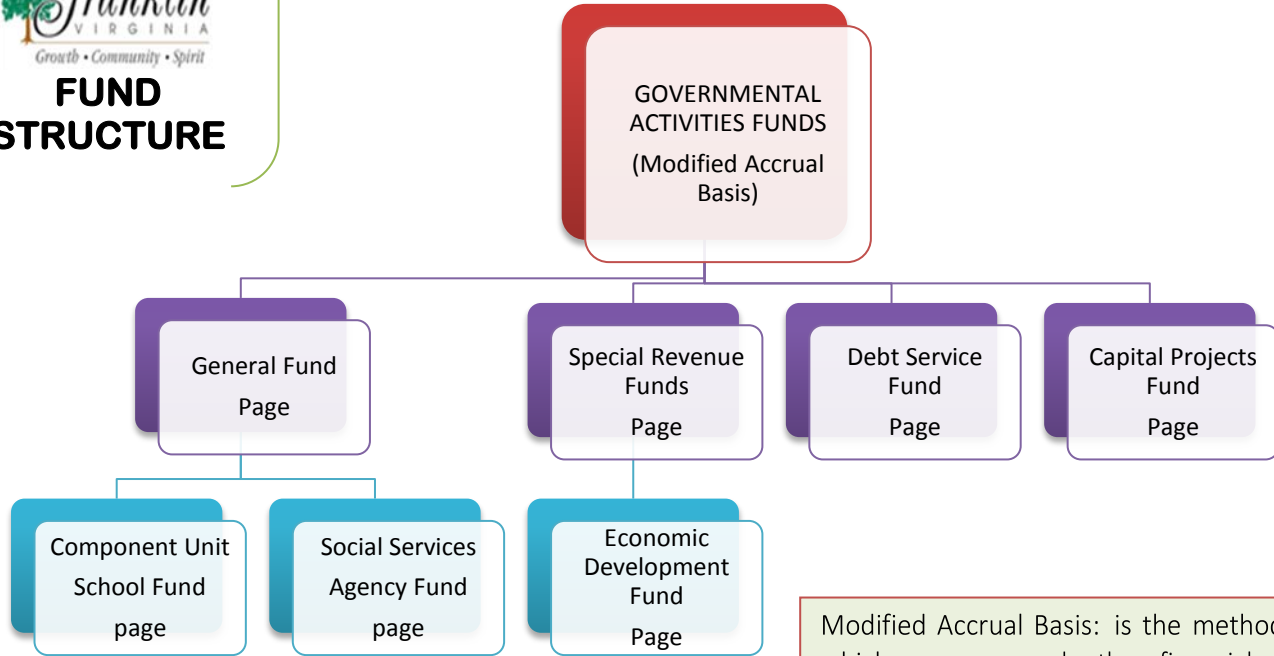 Franklin
VIRGINIA
Growth • Community • Spirit
FUND
STRUCTURE
GOVERNMENTAL
ACTIVITIES FUNDS
(Modified Accrual
Basis)
General Fund
Page
Special Revenue
Funds
Page
Debt Service
Fund
Page
Capital Projects
Fund
Page
Component Unit
School Fund
page
Social Services
Agency Fund
page
Economic
Development
Fund
Page
Modified Accrual Basis: is the method